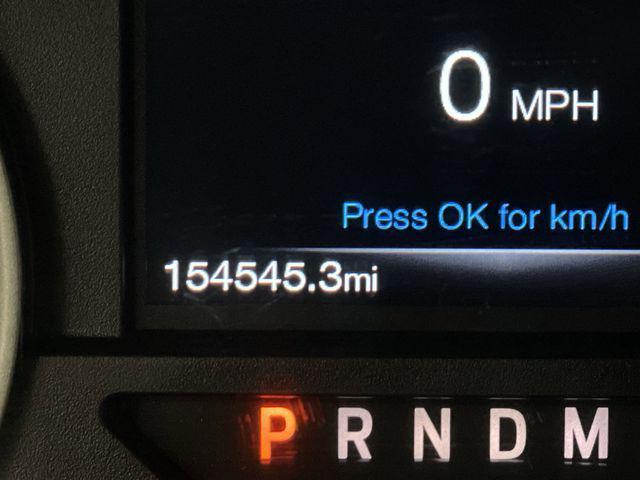 0 MPH
Press OK for km/h
154545.3mi
P R N D M